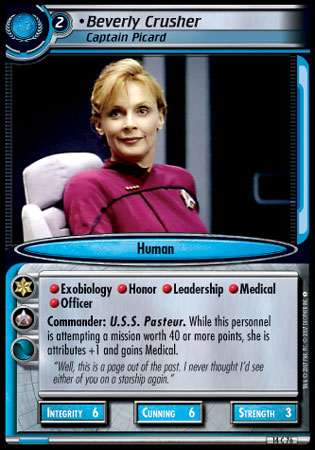 2 •Beverly Crusher
Captain Picard
Human
Exobiology Honor Leadership Medical
Officer
Commander: U.S.S. Pasteur. While this personnel
is attempting a mission worth 40 or more points, she is
attributes +1 and gains Medical.
"Well, this is a page out of the past. I never thought I'd see
either of you on a starship again."
INTEGRITY 6 CUNNING 6 STRENGTH 3
14 C 76